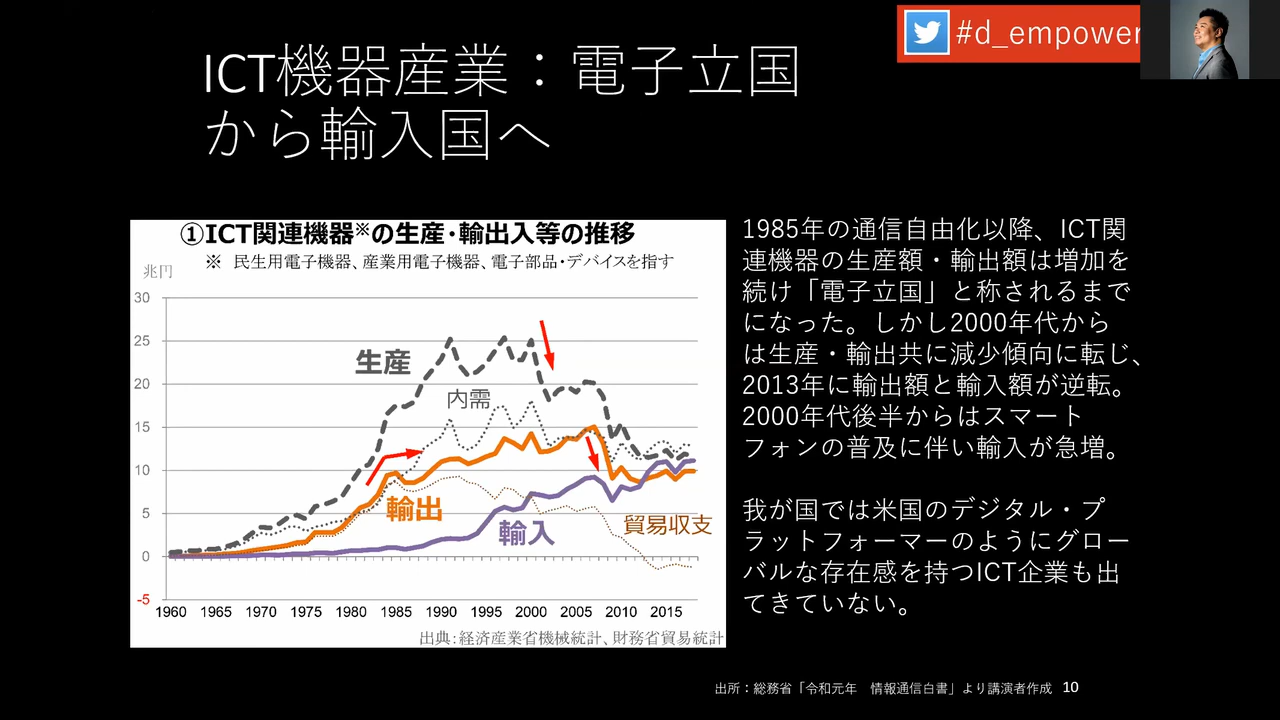 #d_empower
ICT機器産業：電子立国
から輸入国へ
①ICT関連機器※の生産･輸出入等の推移
※ 民生用電子機器、産業用電子機器、電子部品・デバイスを指す
兆円
30
25
20
15
10
5
0
-5
生産
内需
輸出
輸入
貿易収支
1960 1965 1970 1975 1980 1985 1990 1995 2000 2005 2010 2015
出典：経済産業省機械統計、財務省貿易統計
1985年の通信自由化以降、ICT関
連機器の生産額・輸出額は増加を
続け「電子立国」と称されるまで
になった。しかし2000年代から
は生産・輸出共に減少傾向に転じ、
2013年に輸出額と輸入額が逆転。
2000年代後半からはスマート
フォンの普及に伴い輸入が急増。
我が国では米国のデジタル・プ
ラットフォーマーのようにグロー
バルな存在感を持つICT企業も出
てきていない。
出所：総務省「令和元年　情報通信白書」より講演者作成 10